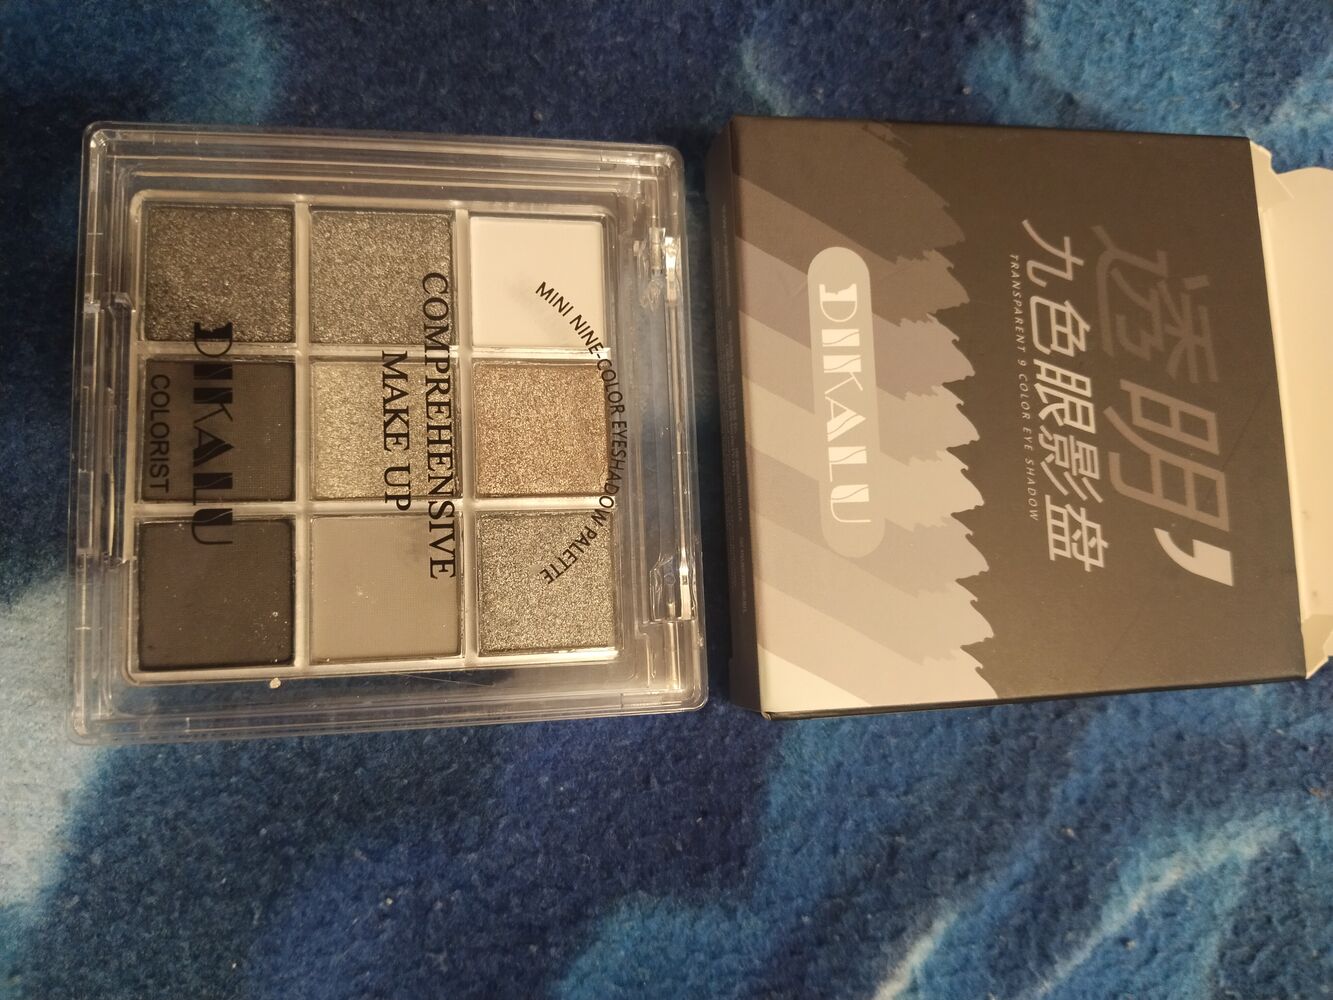 MINI NINE-COLOR EYESHADOW PALETTE
COMPREHENSIVE
MAKE UP
DIKALU
COLORIST
透明,
九色眼影盘
TRANSPARENT 9 COLOR EYE SHADOW
DIKALU